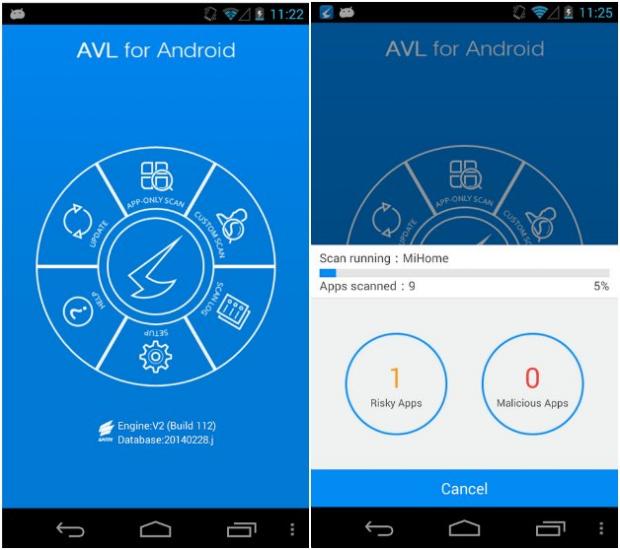 11:22
AVL for Android
APP-ONLY SCAN
CUSTOM SCAN
SCAN LOG
SETUP
HELP
UPDATE
Engine:V2 (Build 112)
Database:20140228.j
11:25
AVL for Android
APP-ONLY SCAN
UPDATE
CUSTOM SCAN
Scan running : MiHome
Apps scanned : 9
5%
1
Risky Apps
0
Malicious Apps
Cancel